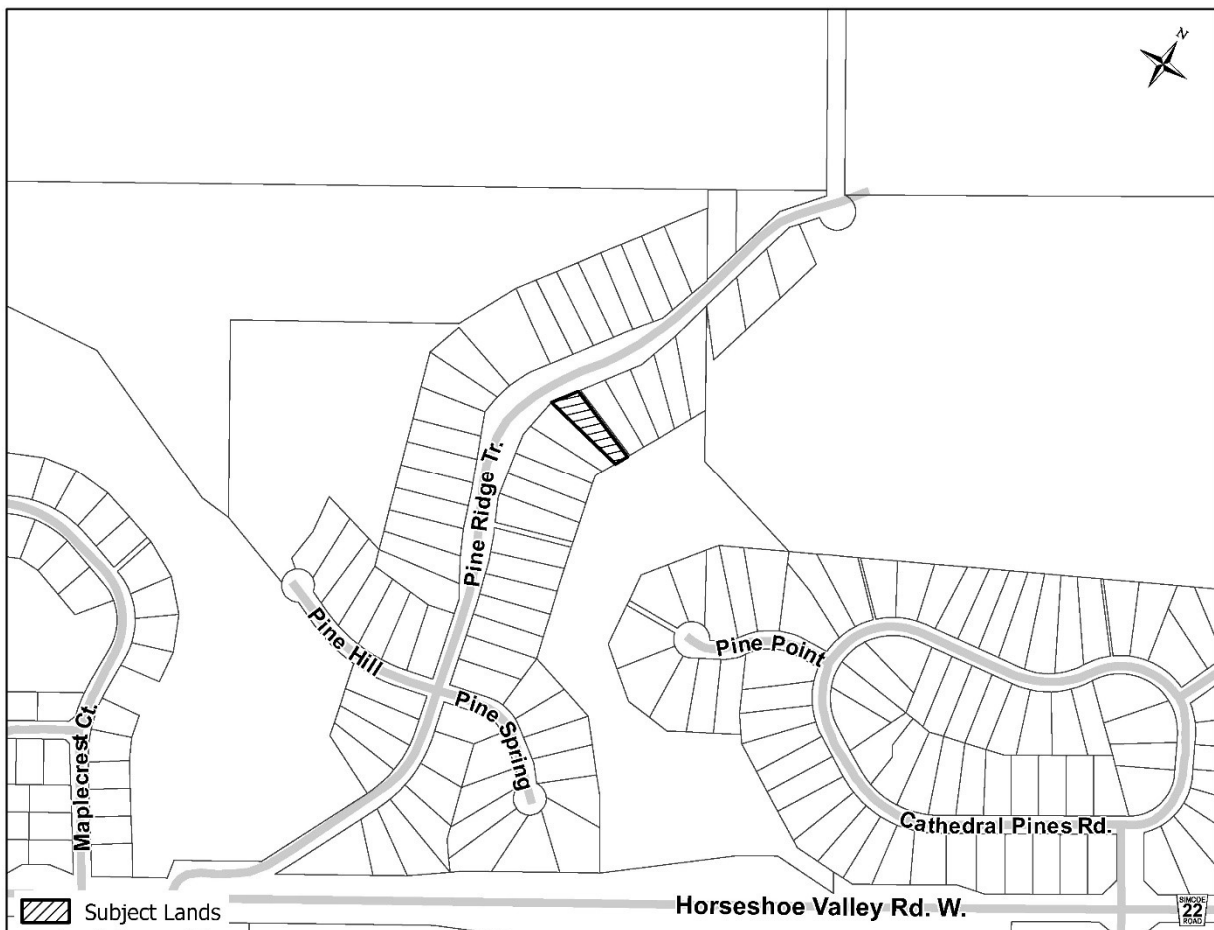 N
Pine Ridge Tr.
Pine Hill
Pine Point
Pine Spring
Maplecrest Ct.
Cathedral Pines Rd.
Horseshoe Valley Rd. W.
SIMCOE
22
ROAD
Subject Lands